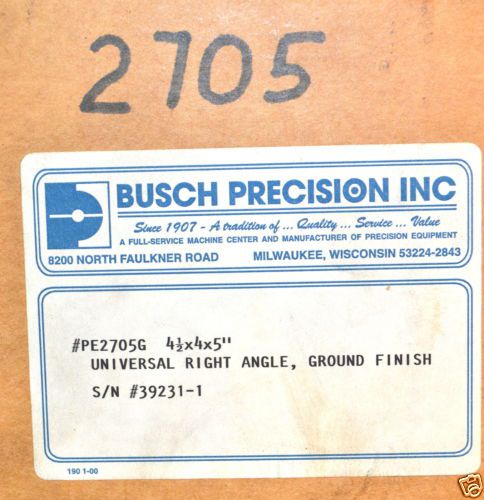 2705
BUSCH PRECISION INC
Since 1907 - A tradition of ... Quality ... Service ... Value
A FULL-SERVICE MACHINE CENTER AND MANUFACTURER OF PRECISION EQUIPMENT
8200 NORTH FAULKNER ROAD MILWAUKEE, WISCONSIN 53224-2843
#PE2705G 4½x4x5"
UNIVERSAL RIGHT ANGLE, GROUND FINISH
S/N #39231-1
190 1-00